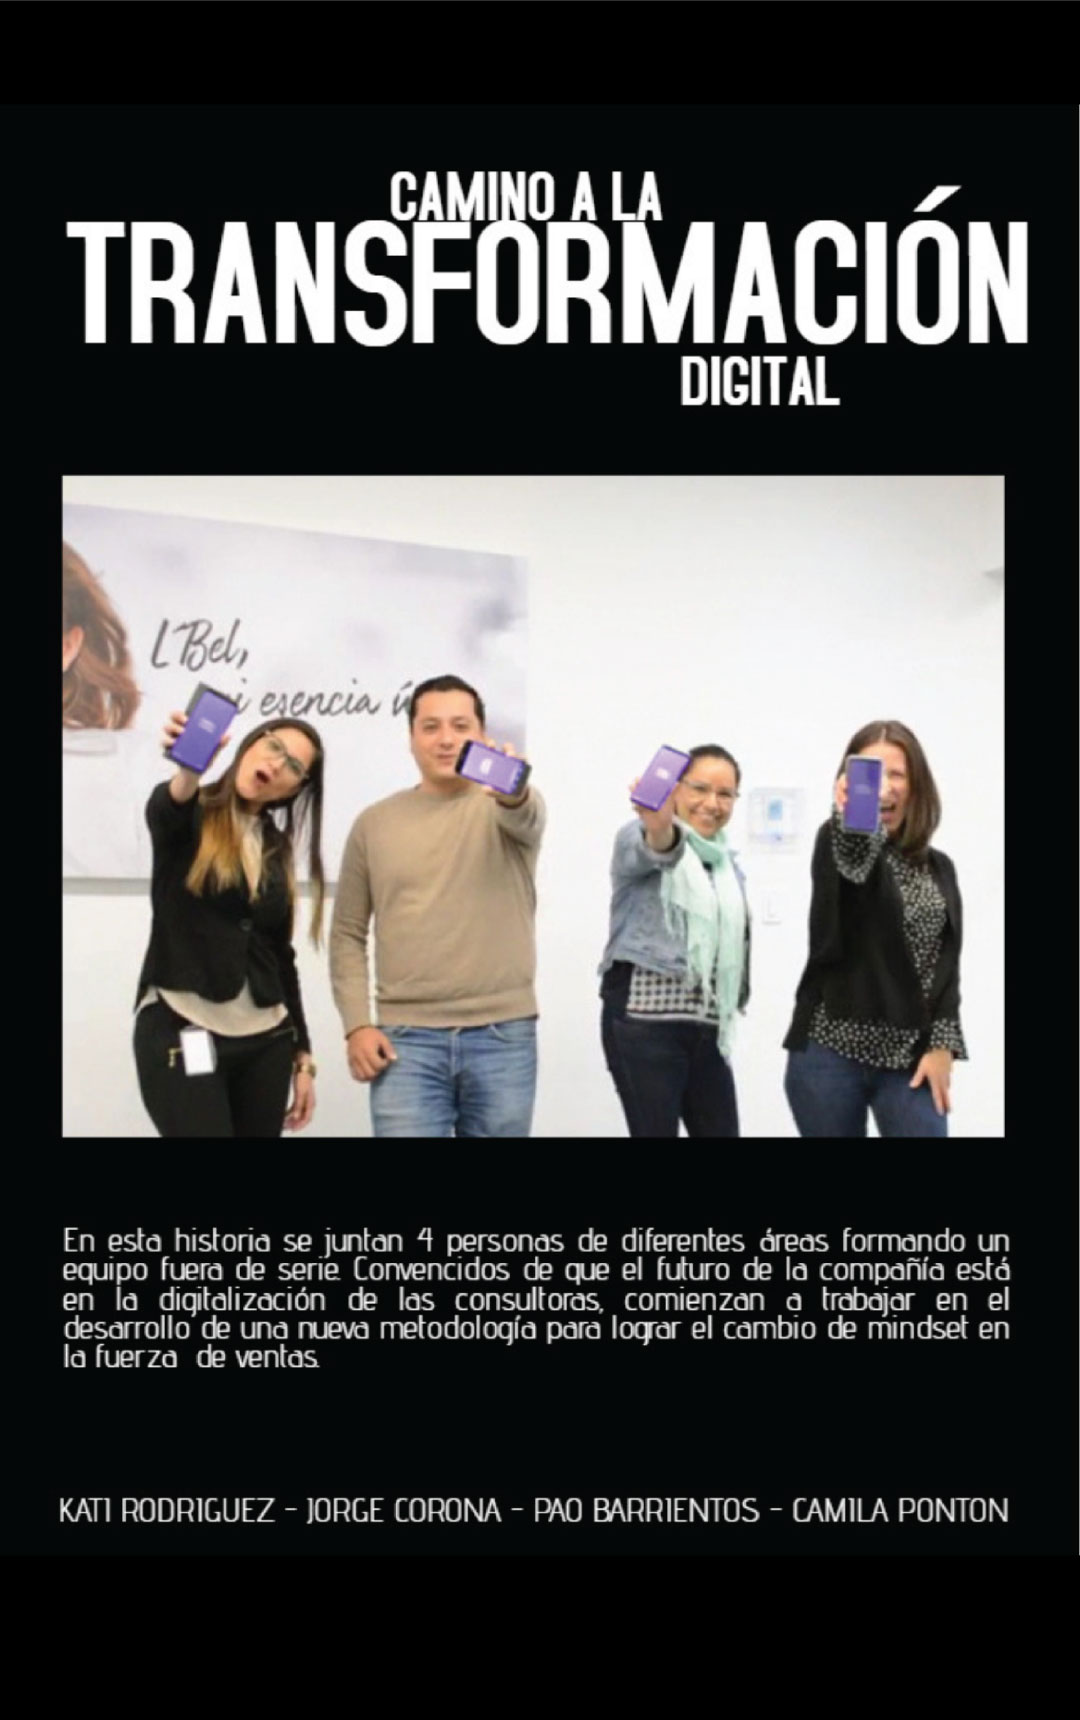 CAMINO A LA
TRANSFORMACIÓN
DIGITAL
L'Bel,
esencia
En esta historia se juntan 4 personas de diferentes áreas formando un
equipo fuera de serie. Convencidos de que el futuro de la compañía está
en la digitalización de las consultoras, comienzan a trabajar en el
desarrollo de una nueva metodología para lograr el cambio de mindset en
la fuerza de ventas.
KATI RODRIGUEZ - JORGE CORONA - PAO BARRIENTOS - CAMILA PONTON